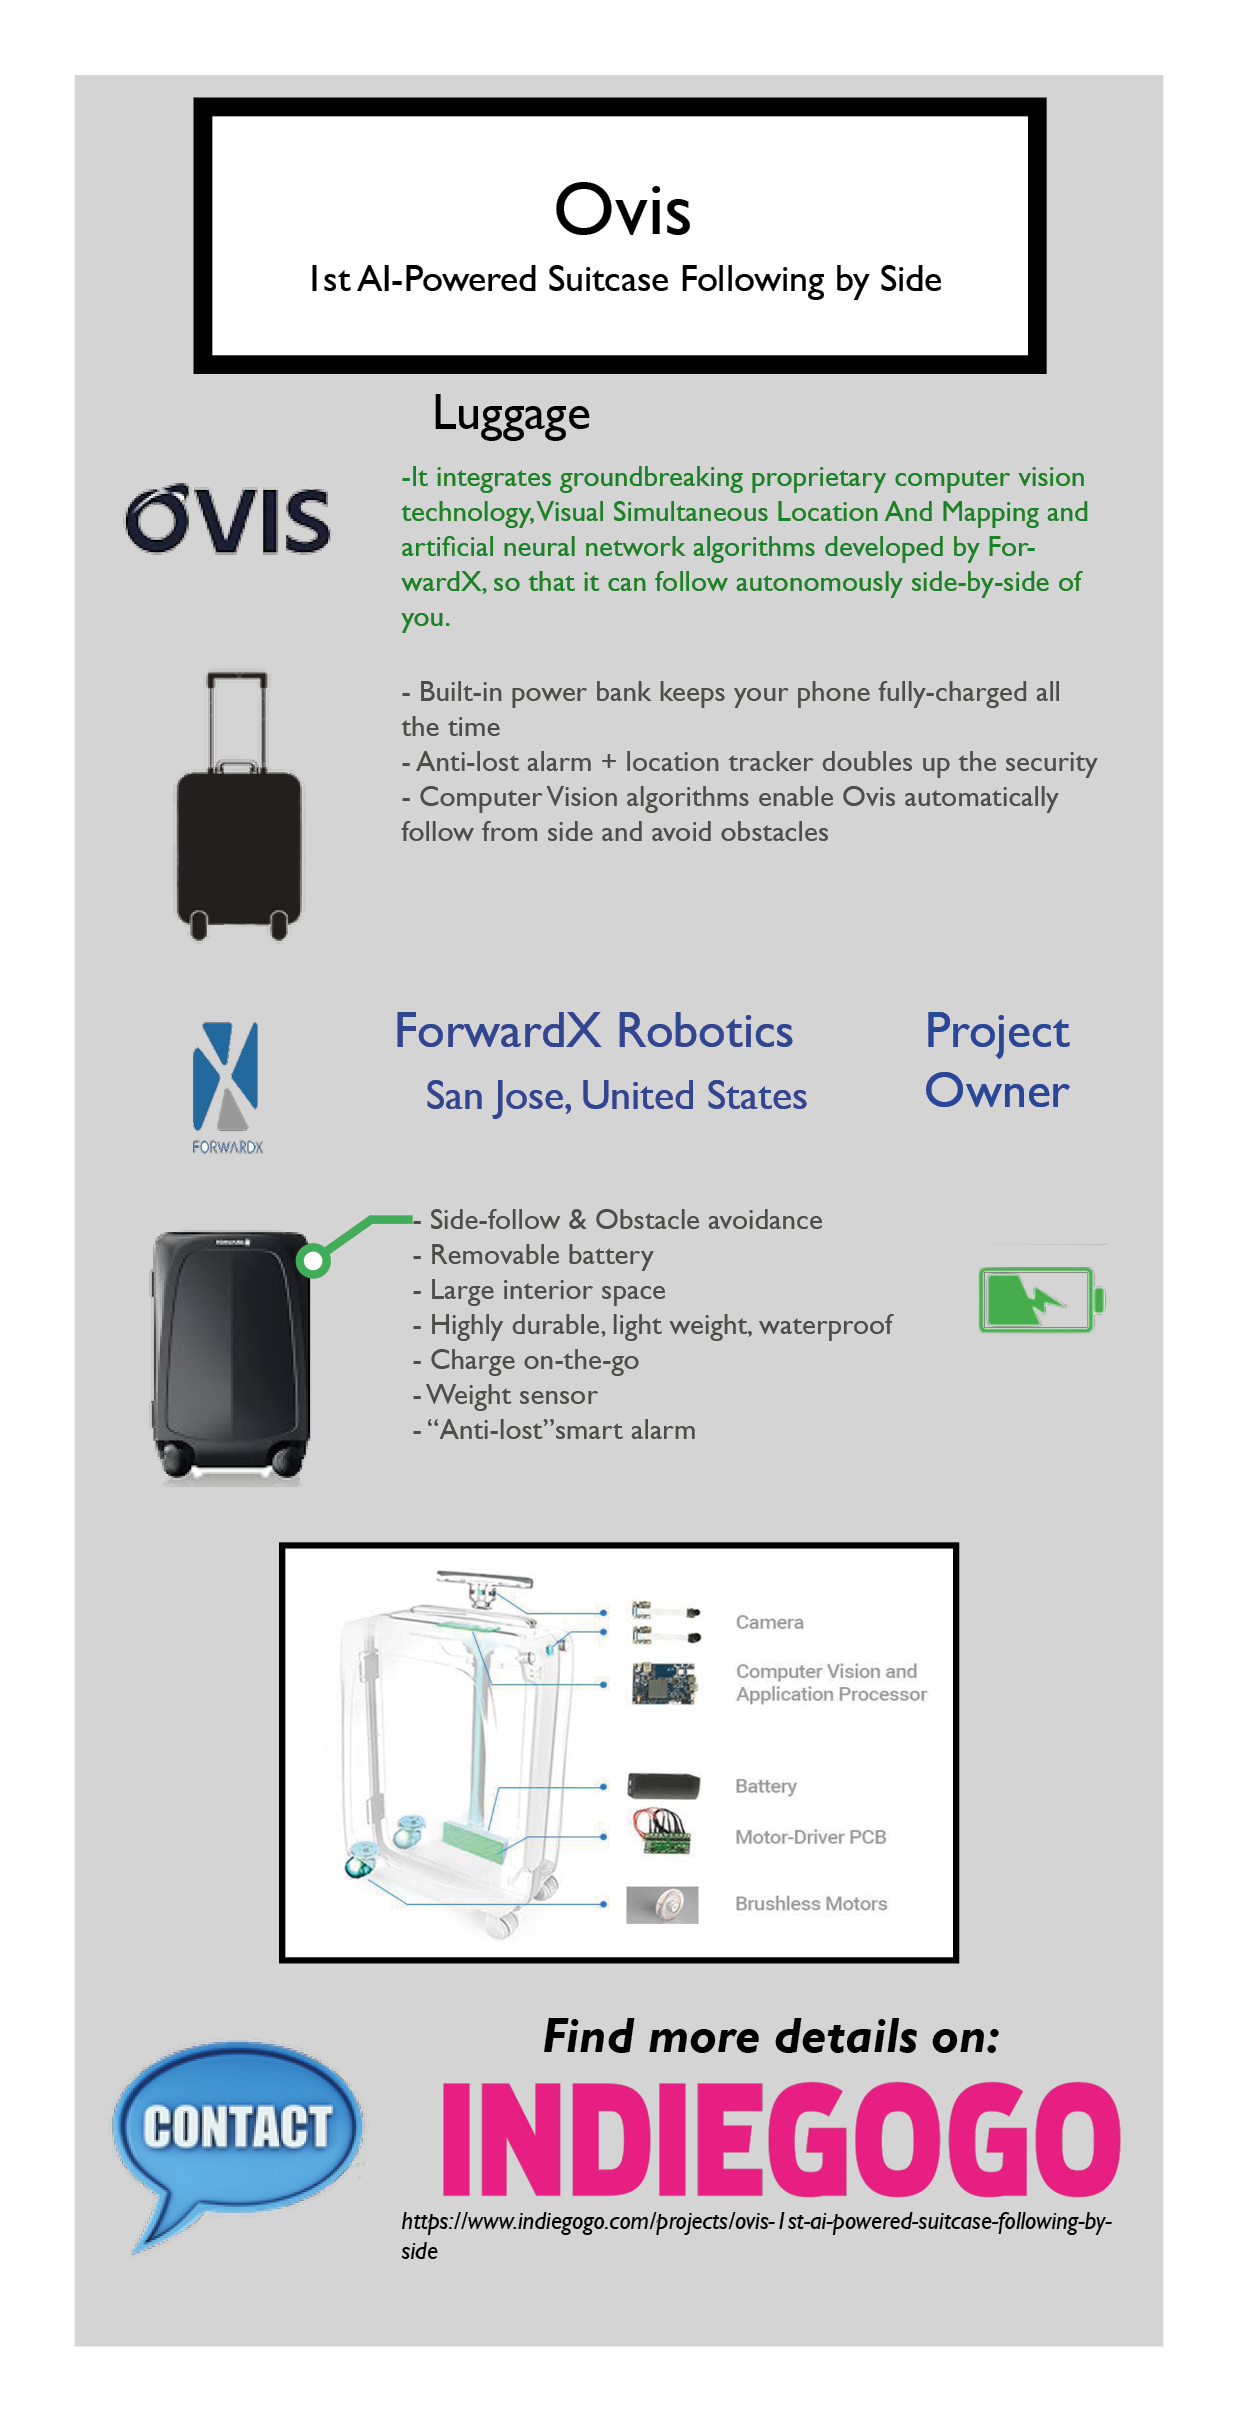 Ovis
1st AI-Powered Suitcase Following by Side
Luggage
OVIS
-It integrates groundbreaking proprietary computer vision
technology, Visual Simultaneous Location And Mapping and
artificial neural network algorithms developed by For-
wardX, so that it can follow autonomously side-by-side of
you.
- Built-in power bank keeps your phone fully-charged all
the time
- Anti-lost alarm + location tracker doubles up the security
- Computer Vision algorithms enable Ovis automatically
follow from side and avoid obstacles
FORWARDX
ForwardX Robotics
San Jose, United States
Project
Owner
FORWARDX
- Side-follow & Obstacle avoidance
- Removable battery
- Large interior space
- Highly durable, light weight, waterproof
- Charge on-the-go
- Weight sensor
- “Anti-lost”smart alarm
Camera
Computer Vision and
Application Processor
Battery
Motor-Driver PCB
Brushless Motors
CONTACT
Find more details on:
INDIEGOGO
https://www.indiegogo.com/projects/ovis-1st-ai-powered-suitcase-following-by-
side